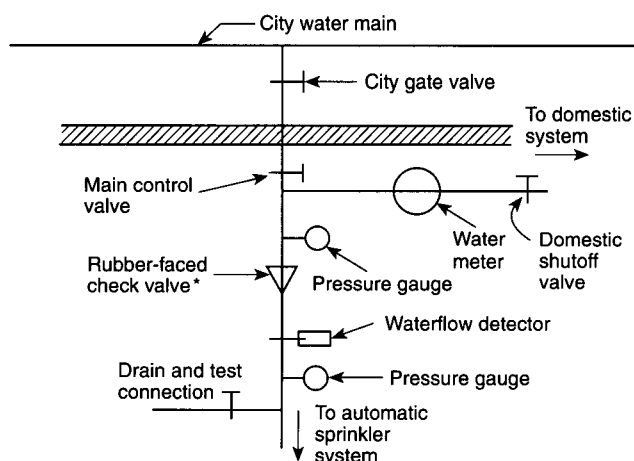 City water main
City gate valve
To domestic
system
Main control
valve
Water
meter
Domestic
shutoff
valve
Rubber-faced
check valve*
Pressure gauge
Waterflow detector
Drain and test
connection
Pressure gauge
To automatic
sprinkler
system